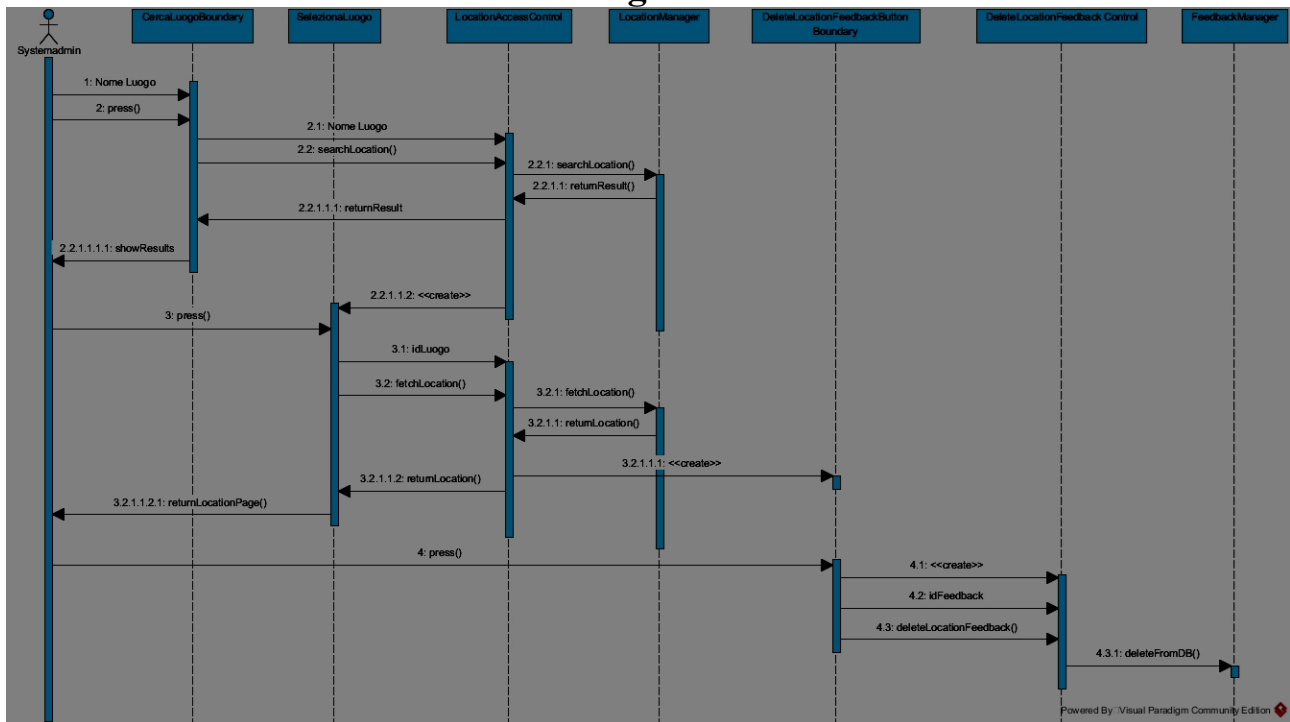 g
CercaLuogoBoundary
SelezionaLuogo
LocationAccessControl
LocationManager
DeleteLocationFeedbackButton
Boundary
DeleteLocationFeedback Control
FeedbackManager
Systemadmin
1: Nome Luogo
2: press()
2.1: Nome Luogo
2.2: searchLocation()
2.2.1: searchLocation()
2.2.1.1: returnResult()
2.2.1.1.1: returnResult
2.2.1.1.1.1: showResults
2.2.1.1.2: <<create>>
3: press()
3.1: idLuogo
3.2: fetchLocation()
3.2.1: fetchLocation()
3.2.1.1: returnLocation()
3.2.1.1.1: <<create>>
3.2.1.1.2: returnLocation()
3.2.1.1.2.1: returnLocationPage()
4: press()
4.1: <<create>>
4.2: idFeedback
4.3: deleteLocationFeedback()
4.3.1: deleteFromDB()
Powered By Visual Paradigm Community Edition